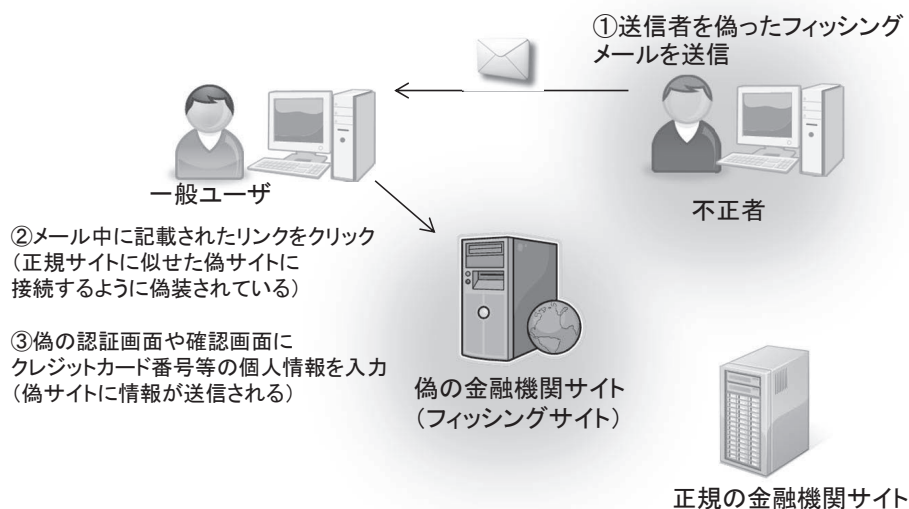 ①送信者を偽ったフィッシング
メールを送信
一般ユーザ
不正者
②メール中に記載されたリンクをクリック
(正規サイトに似せた偽サイトに
接続するように偽装されている)
③偽の認証画面や確認画面に
クレジットカード番号等の個人情報を入力
(偽サイトに情報が送信される)
偽の金融機関サイト
(フィッシングサイト)
正規の金融機関サイト